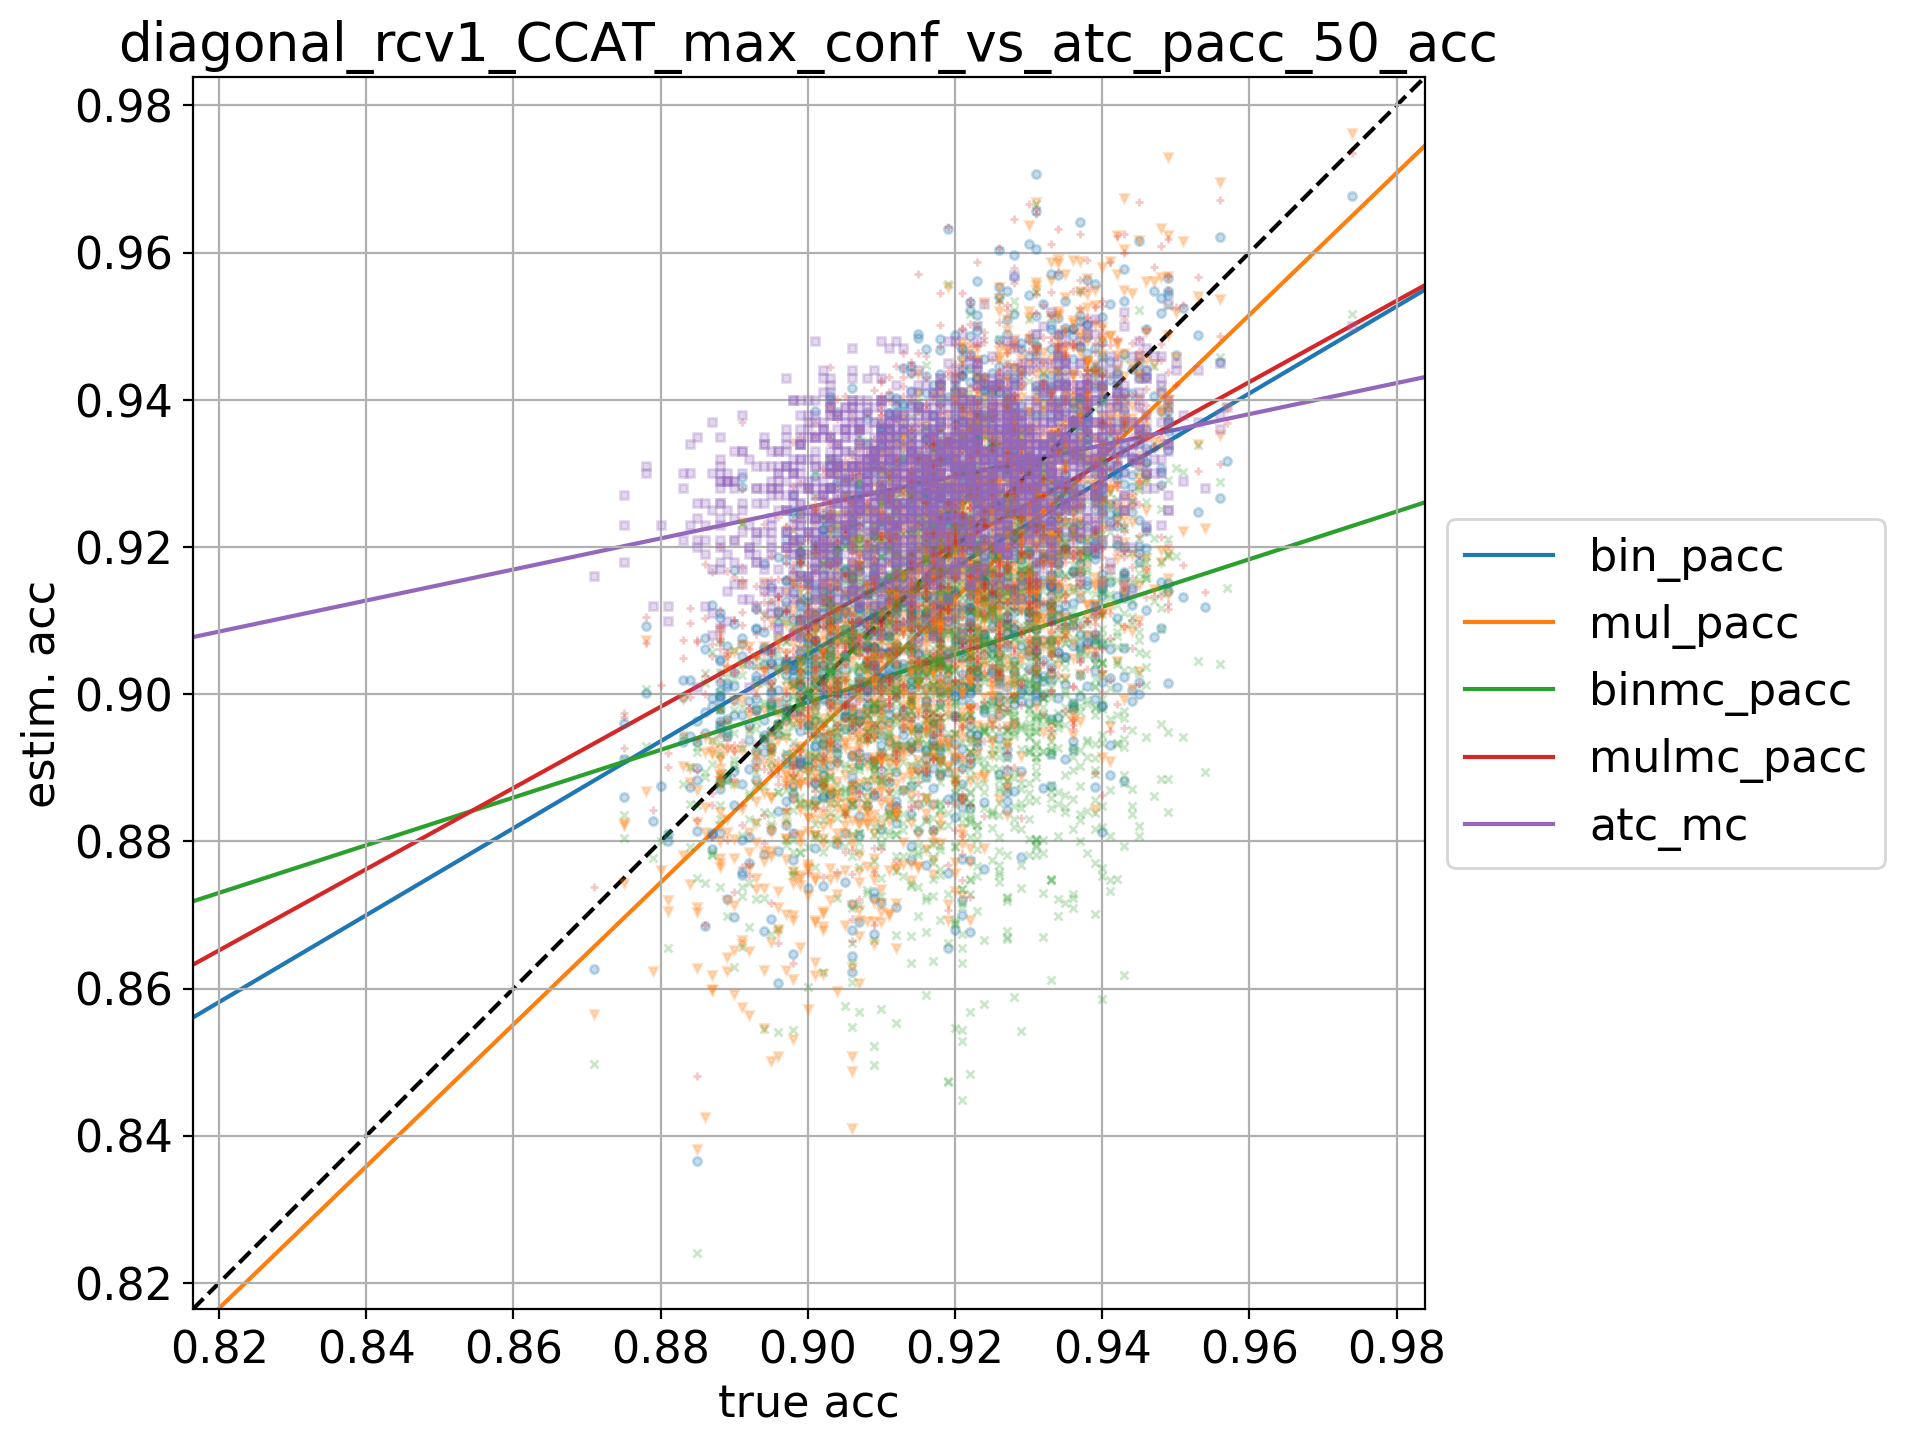 diagonal_rcv1_CCAT_max_conf_vs_atc_pacc_50_acc
0.98
0.96
0.94
0.92
0.90
0.88
0.86
0.84
0.82
estim. acc
0.82 0.84 0.86 0.88 0.90 0.92 0.94 0.96 0.98
true acc
bin_pacc
mul_pacc
binmc_pacc
mulmc_pacc
atc_mc